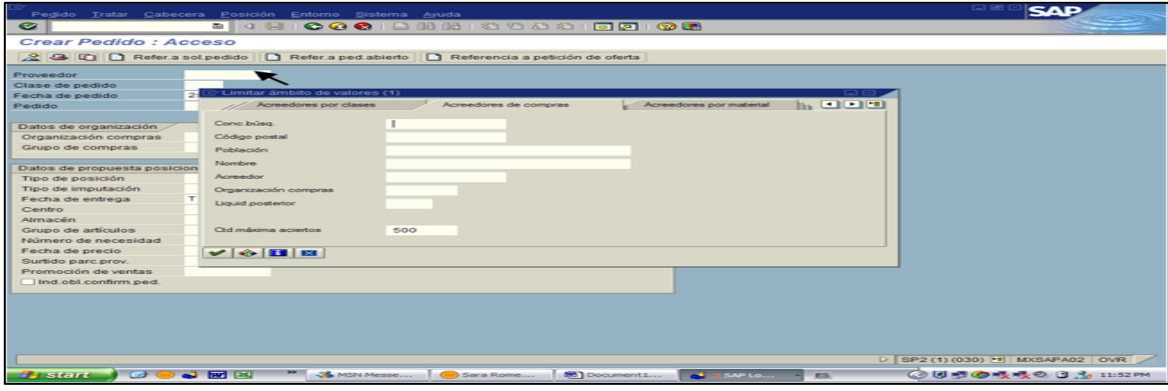 Pedido Tratar Cabecera Posición Entorno Sistema Ayuda
SAP
Crear Pedido : Acceso
Refer.a sol.pedido Refer.a ped.abierto Referencia a petición de oferta
Proveedor
Clase de pedido
Fecha de pedido 2
Pedido
Datos de organización
Organización compras
Grupo de compras
Datos de propuesta posicion
Tipo de posición
Tipo de imputación
Fecha de entrega T
Centro
Almacén
Grupo de artículos
Número de necesidad
Fecha de precio
Surtido parc.prov.
Promoción de ventas
Ind.obl.confirm.ped.
Limitar ámbito de valores (1)
Acreedores por clases Acreedores de compras Acreedores por material
Conc.búsq.
Código postal
Población
Nombre
Acreedor
Organización compras
Liquid.posterior
Ctd.máxima aciertos 500
SP2 (1) (030) MXSAPA02 OVR
start MSN Messe... Sara Rome... Document1... SAP Lo... ES 11:52 PM